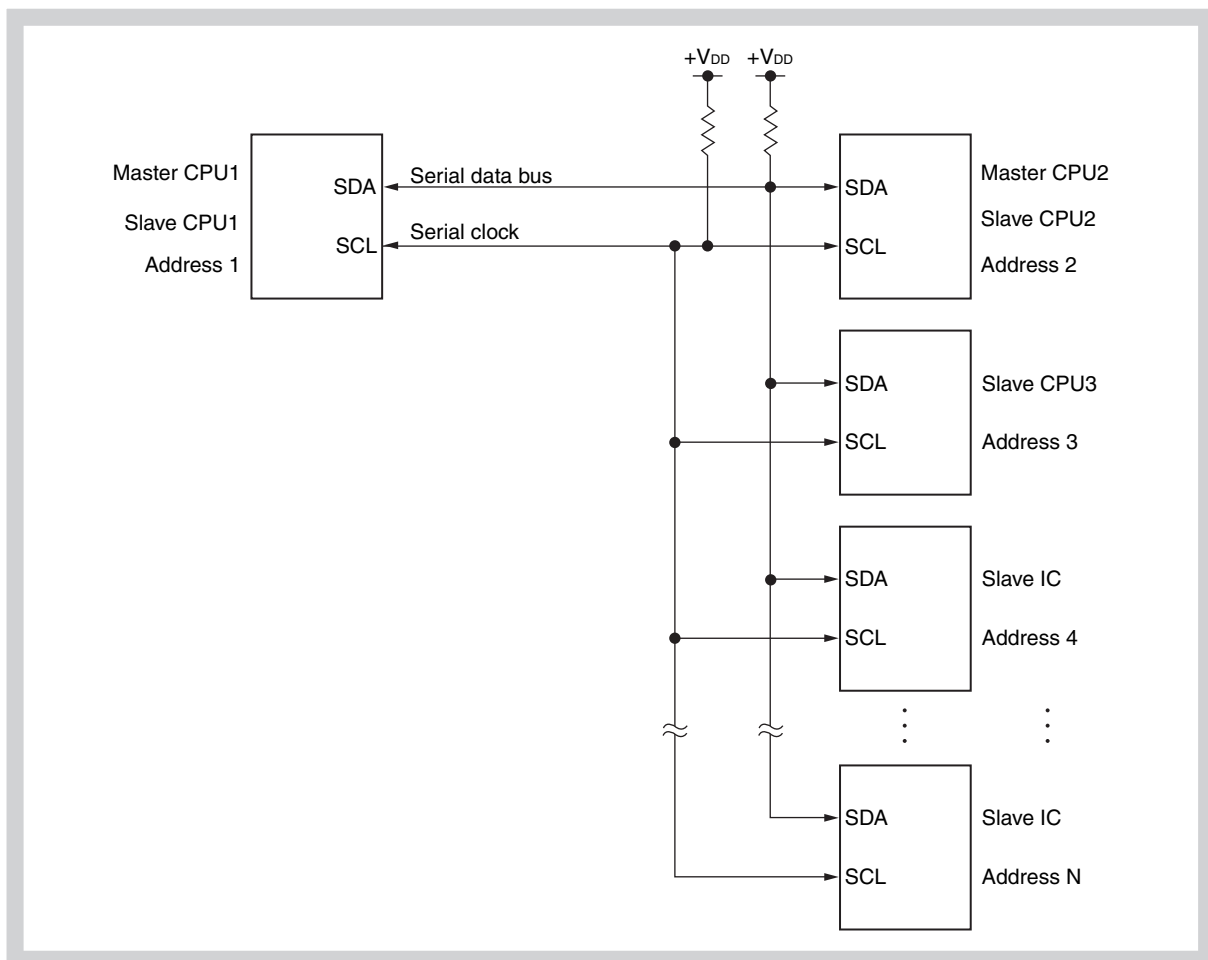 +VDD +VDD
Master CPU1
Slave CPU1
Address 1
SDA
SCL
Serial data bus
Serial clock
SDA
SCL
Master CPU2
Slave CPU2
Address 2
SDA
SCL
Slave CPU3
Address 3
SDA
SCL
Slave IC
Address 4
SDA
SCL
Slave IC
Address N